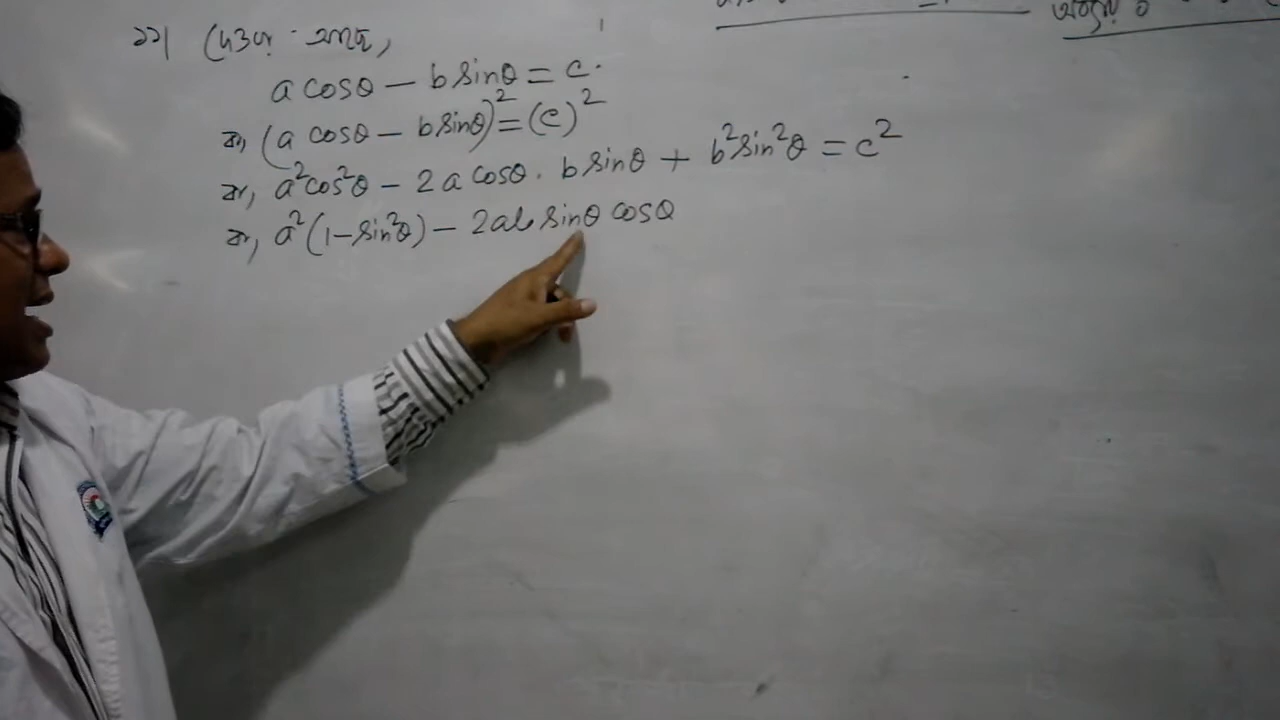 ১১। দেওয়া আছে,
a cosθ − b sinθ = c.
বা, (a cosθ − b sinθ)² = (c)²
বা, a²cos²θ − 2 a cosθ . b sinθ + b²sin²θ = c²
বা, a²(1−sin²θ) − 2ab sinθ cosθ